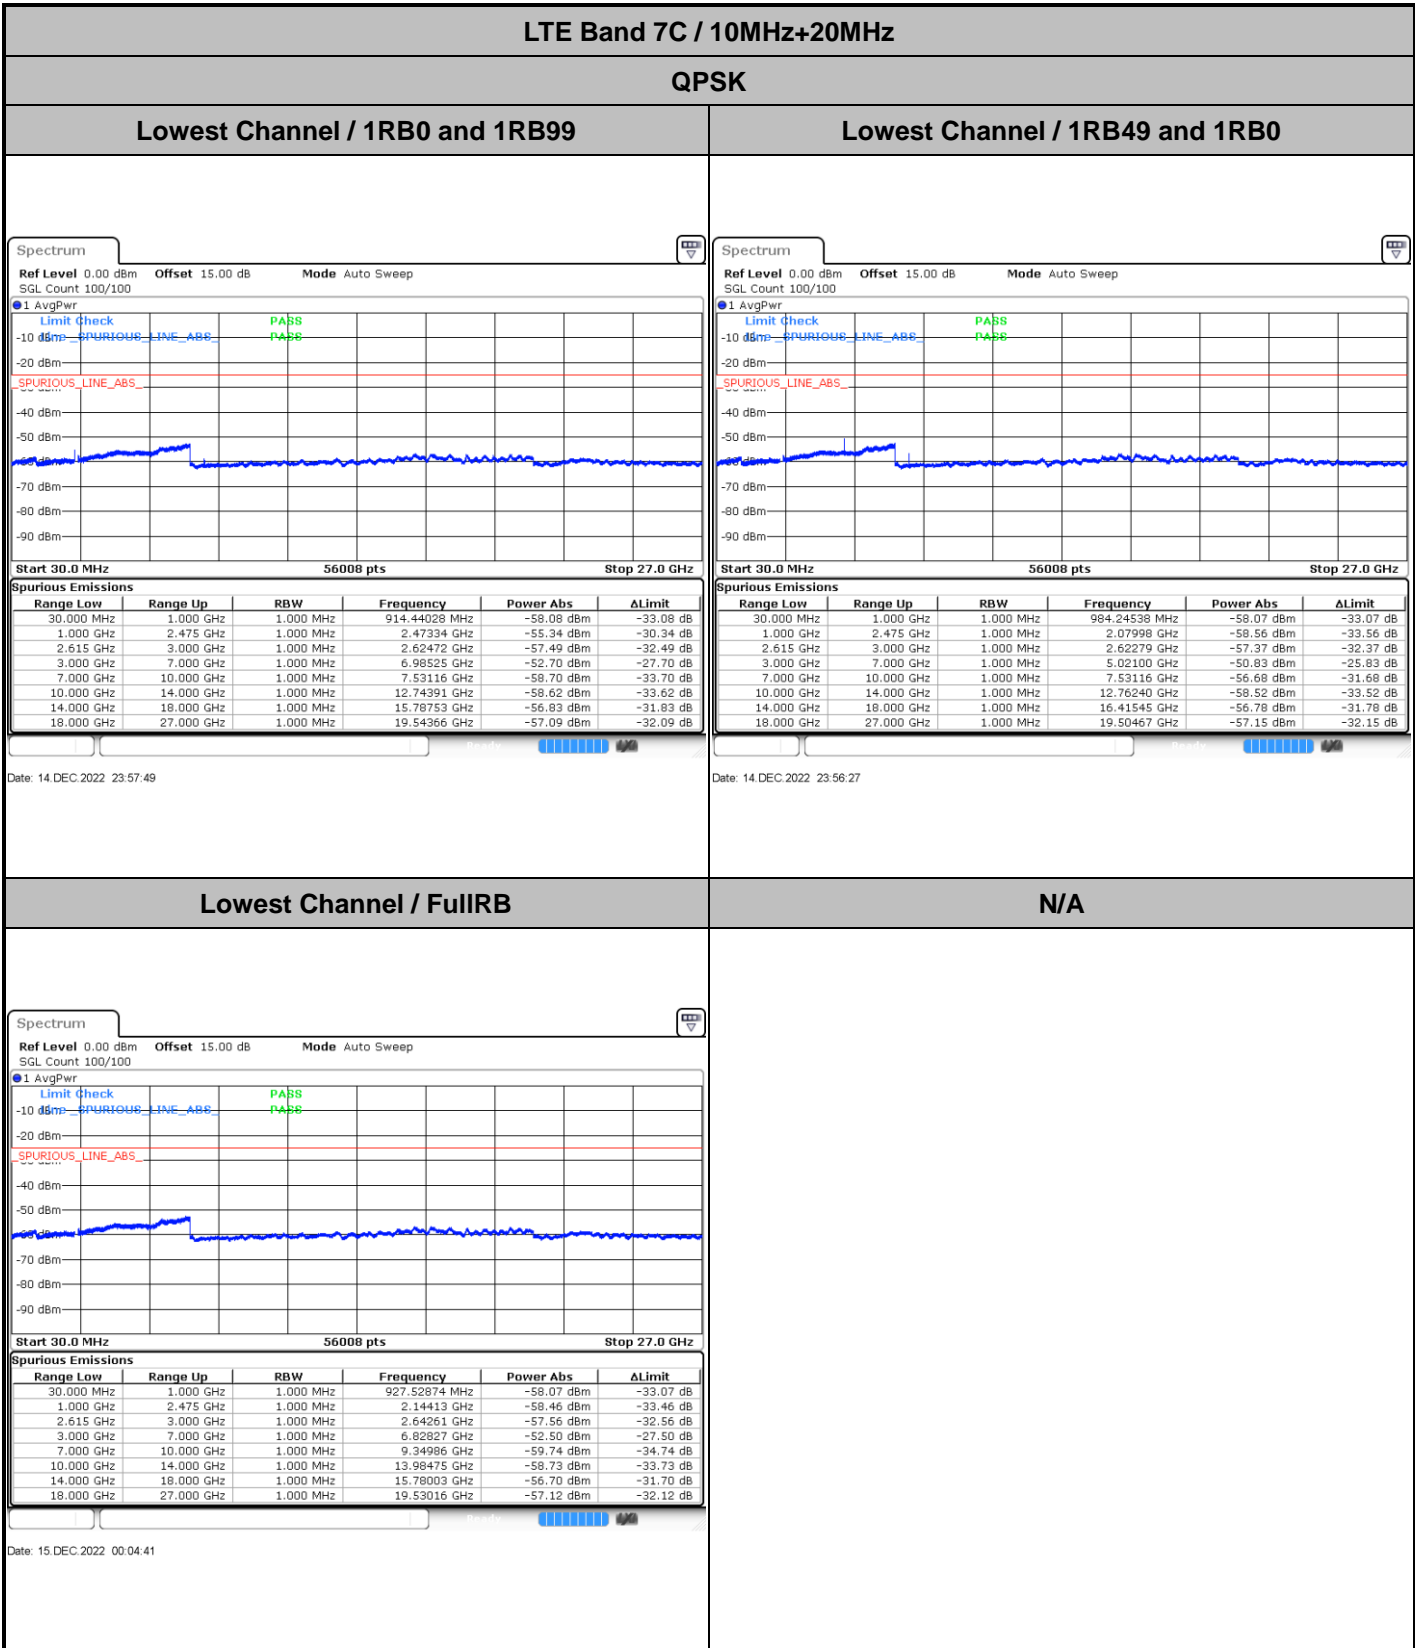 LTE Band 7C / 10MHz+20MHz
QPSK
Lowest Channel / 1RB0 and 1RB99
Lowest Channel / 1RB49 and 1RB0
Spectrum
Ref Level 0.00 dBm Offset 15.00 dB Mode Auto Sweep
SGL Count 100/100
1 AvgPwr
Limit Check PASS
-10 dBm Line _SPURIOUS_LINE_ABS_ PASS
-20 dBm
_SPURIOUS_LINE_ABS_
-40 dBm
-50 dBm
-60 dBm
-70 dBm
-80 dBm
-90 dBm
Start 30.0 MHz 56008 pts Stop 27.0 GHz
Spurious Emissions
Range Low Range Up RBW Frequency Power Abs ΔLimit
30.000 MHz 1.000 GHz 1.000 MHz 914.44028 MHz -58.08 dBm -33.08 dB
1.000 GHz 2.475 GHz 1.000 MHz 2.47334 GHz -55.34 dBm -30.34 dB
2.615 GHz 3.000 GHz 1.000 MHz 2.62472 GHz -57.49 dBm -32.49 dB
3.000 GHz 7.000 GHz 1.000 MHz 6.98525 GHz -52.70 dBm -27.70 dB
7.000 GHz 10.000 GHz 1.000 MHz 7.53116 GHz -58.70 dBm -33.70 dB
10.000 GHz 14.000 GHz 1.000 MHz 12.74391 GHz -58.62 dBm -33.62 dB
14.000 GHz 18.000 GHz 1.000 MHz 15.78753 GHz -56.83 dBm -31.83 dB
18.000 GHz 27.000 GHz 1.000 MHz 19.54366 GHz -57.09 dBm -32.09 dB
Ready
Date: 14.DEC.2022 23:57:49
Spectrum
Ref Level 0.00 dBm Offset 15.00 dB Mode Auto Sweep
SGL Count 100/100
1 AvgPwr
Limit Check PASS
-10 dBm Line _SPURIOUS_LINE_ABS_ PASS
-20 dBm
_SPURIOUS_LINE_ABS_
-40 dBm
-50 dBm
-60 dBm
-70 dBm
-80 dBm
-90 dBm
Start 30.0 MHz 56008 pts Stop 27.0 GHz
Spurious Emissions
Range Low Range Up RBW Frequency Power Abs ΔLimit
30.000 MHz 1.000 GHz 1.000 MHz 984.24538 MHz -58.07 dBm -33.07 dB
1.000 GHz 2.475 GHz 1.000 MHz 2.07998 GHz -58.56 dBm -33.56 dB
2.615 GHz 3.000 GHz 1.000 MHz 2.62279 GHz -57.37 dBm -32.37 dB
3.000 GHz 7.000 GHz 1.000 MHz 5.02100 GHz -50.83 dBm -25.83 dB
7.000 GHz 10.000 GHz 1.000 MHz 7.53116 GHz -56.68 dBm -31.68 dB
10.000 GHz 14.000 GHz 1.000 MHz 12.76240 GHz -58.52 dBm -33.52 dB
14.000 GHz 18.000 GHz 1.000 MHz 16.41545 GHz -56.78 dBm -31.78 dB
18.000 GHz 27.000 GHz 1.000 MHz 19.50467 GHz -57.15 dBm -32.15 dB
Ready
Date: 14.DEC.2022 23:56:27
Lowest Channel / FullRB
N/A
Spectrum
Ref Level 0.00 dBm Offset 15.00 dB Mode Auto Sweep
SGL Count 100/100
1 AvgPwr
Limit Check PASS
-10 dBm Line _SPURIOUS_LINE_ABS_ PASS
-20 dBm
_SPURIOUS_LINE_ABS_
-40 dBm
-50 dBm
-60 dBm
-70 dBm
-80 dBm
-90 dBm
Start 30.0 MHz 56008 pts Stop 27.0 GHz
Spurious Emissions
Range Low Range Up RBW Frequency Power Abs ΔLimit
30.000 MHz 1.000 GHz 1.000 MHz 927.52874 MHz -58.07 dBm -33.07 dB
1.000 GHz 2.475 GHz 1.000 MHz 2.14413 GHz -58.46 dBm -33.46 dB
2.615 GHz 3.000 GHz 1.000 MHz 2.64261 GHz -57.56 dBm -32.56 dB
3.000 GHz 7.000 GHz 1.000 MHz 6.82827 GHz -52.50 dBm -27.50 dB
7.000 GHz 10.000 GHz 1.000 MHz 9.34986 GHz -59.74 dBm -34.74 dB
10.000 GHz 14.000 GHz 1.000 MHz 13.98475 GHz -58.73 dBm -33.73 dB
14.000 GHz 18.000 GHz 1.000 MHz 15.78003 GHz -56.70 dBm -31.70 dB
18.000 GHz 27.000 GHz 1.000 MHz 19.53016 GHz -57.12 dBm -32.12 dB
Ready
Date: 15.DEC.2022 00:04:41